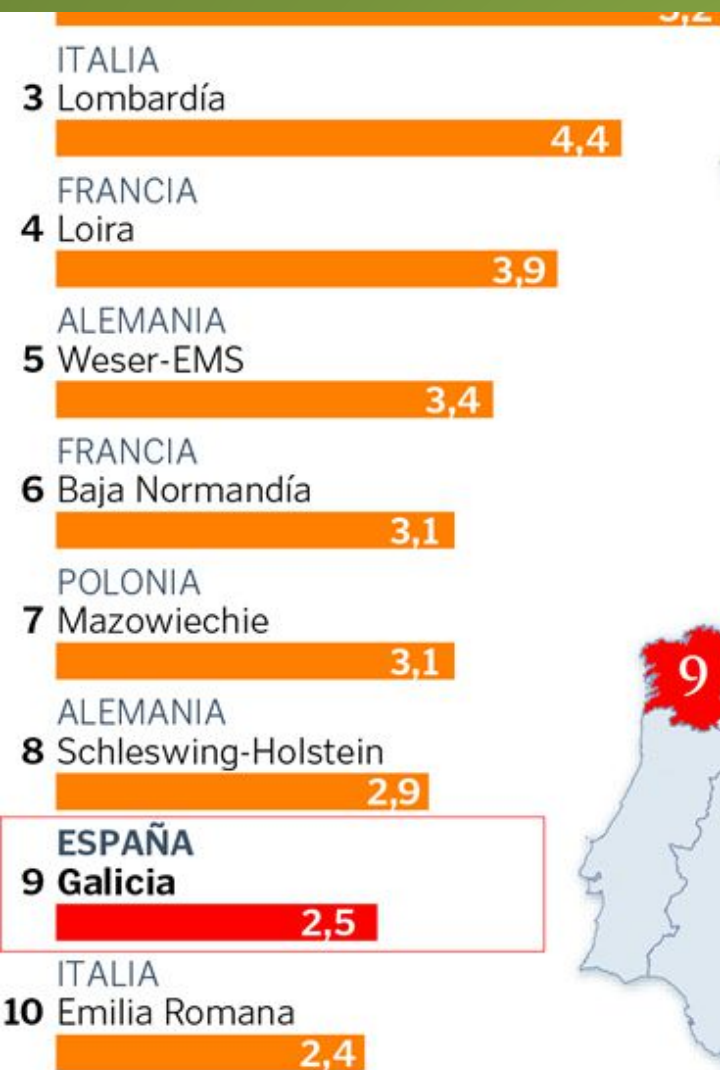 ITALIA
3 Lombardía
4,4
FRANCIA
4 Loira
3,9
ALEMANIA
5 Weser-EMS
3,4
FRANCIA
6 Baja Normandía
3,1
POLONIA
7 Mazowiechie
3,1
ALEMANIA
8 Schleswing-Holstein
2,9
ESPAÑA
9 Galicia
2,5
9
ITALIA
10 Emilia Romana
2,4